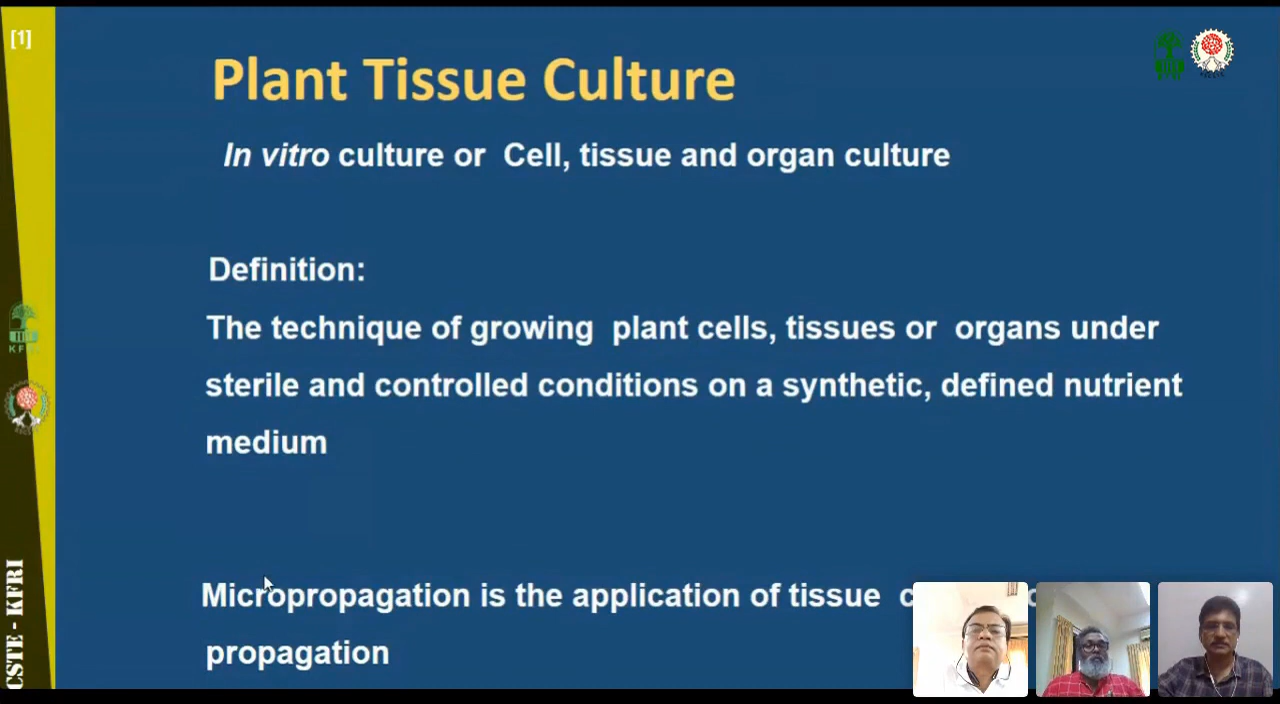 [1]
Plant Tissue Culture
In vitro culture or Cell, tissue and organ culture
Definition:
The technique of growing plant cells, tissues or organs under
sterile and controlled conditions on a synthetic, defined nutrient
medium
Micropropagation is the application of tissue
propagation
CSTE - KFRI